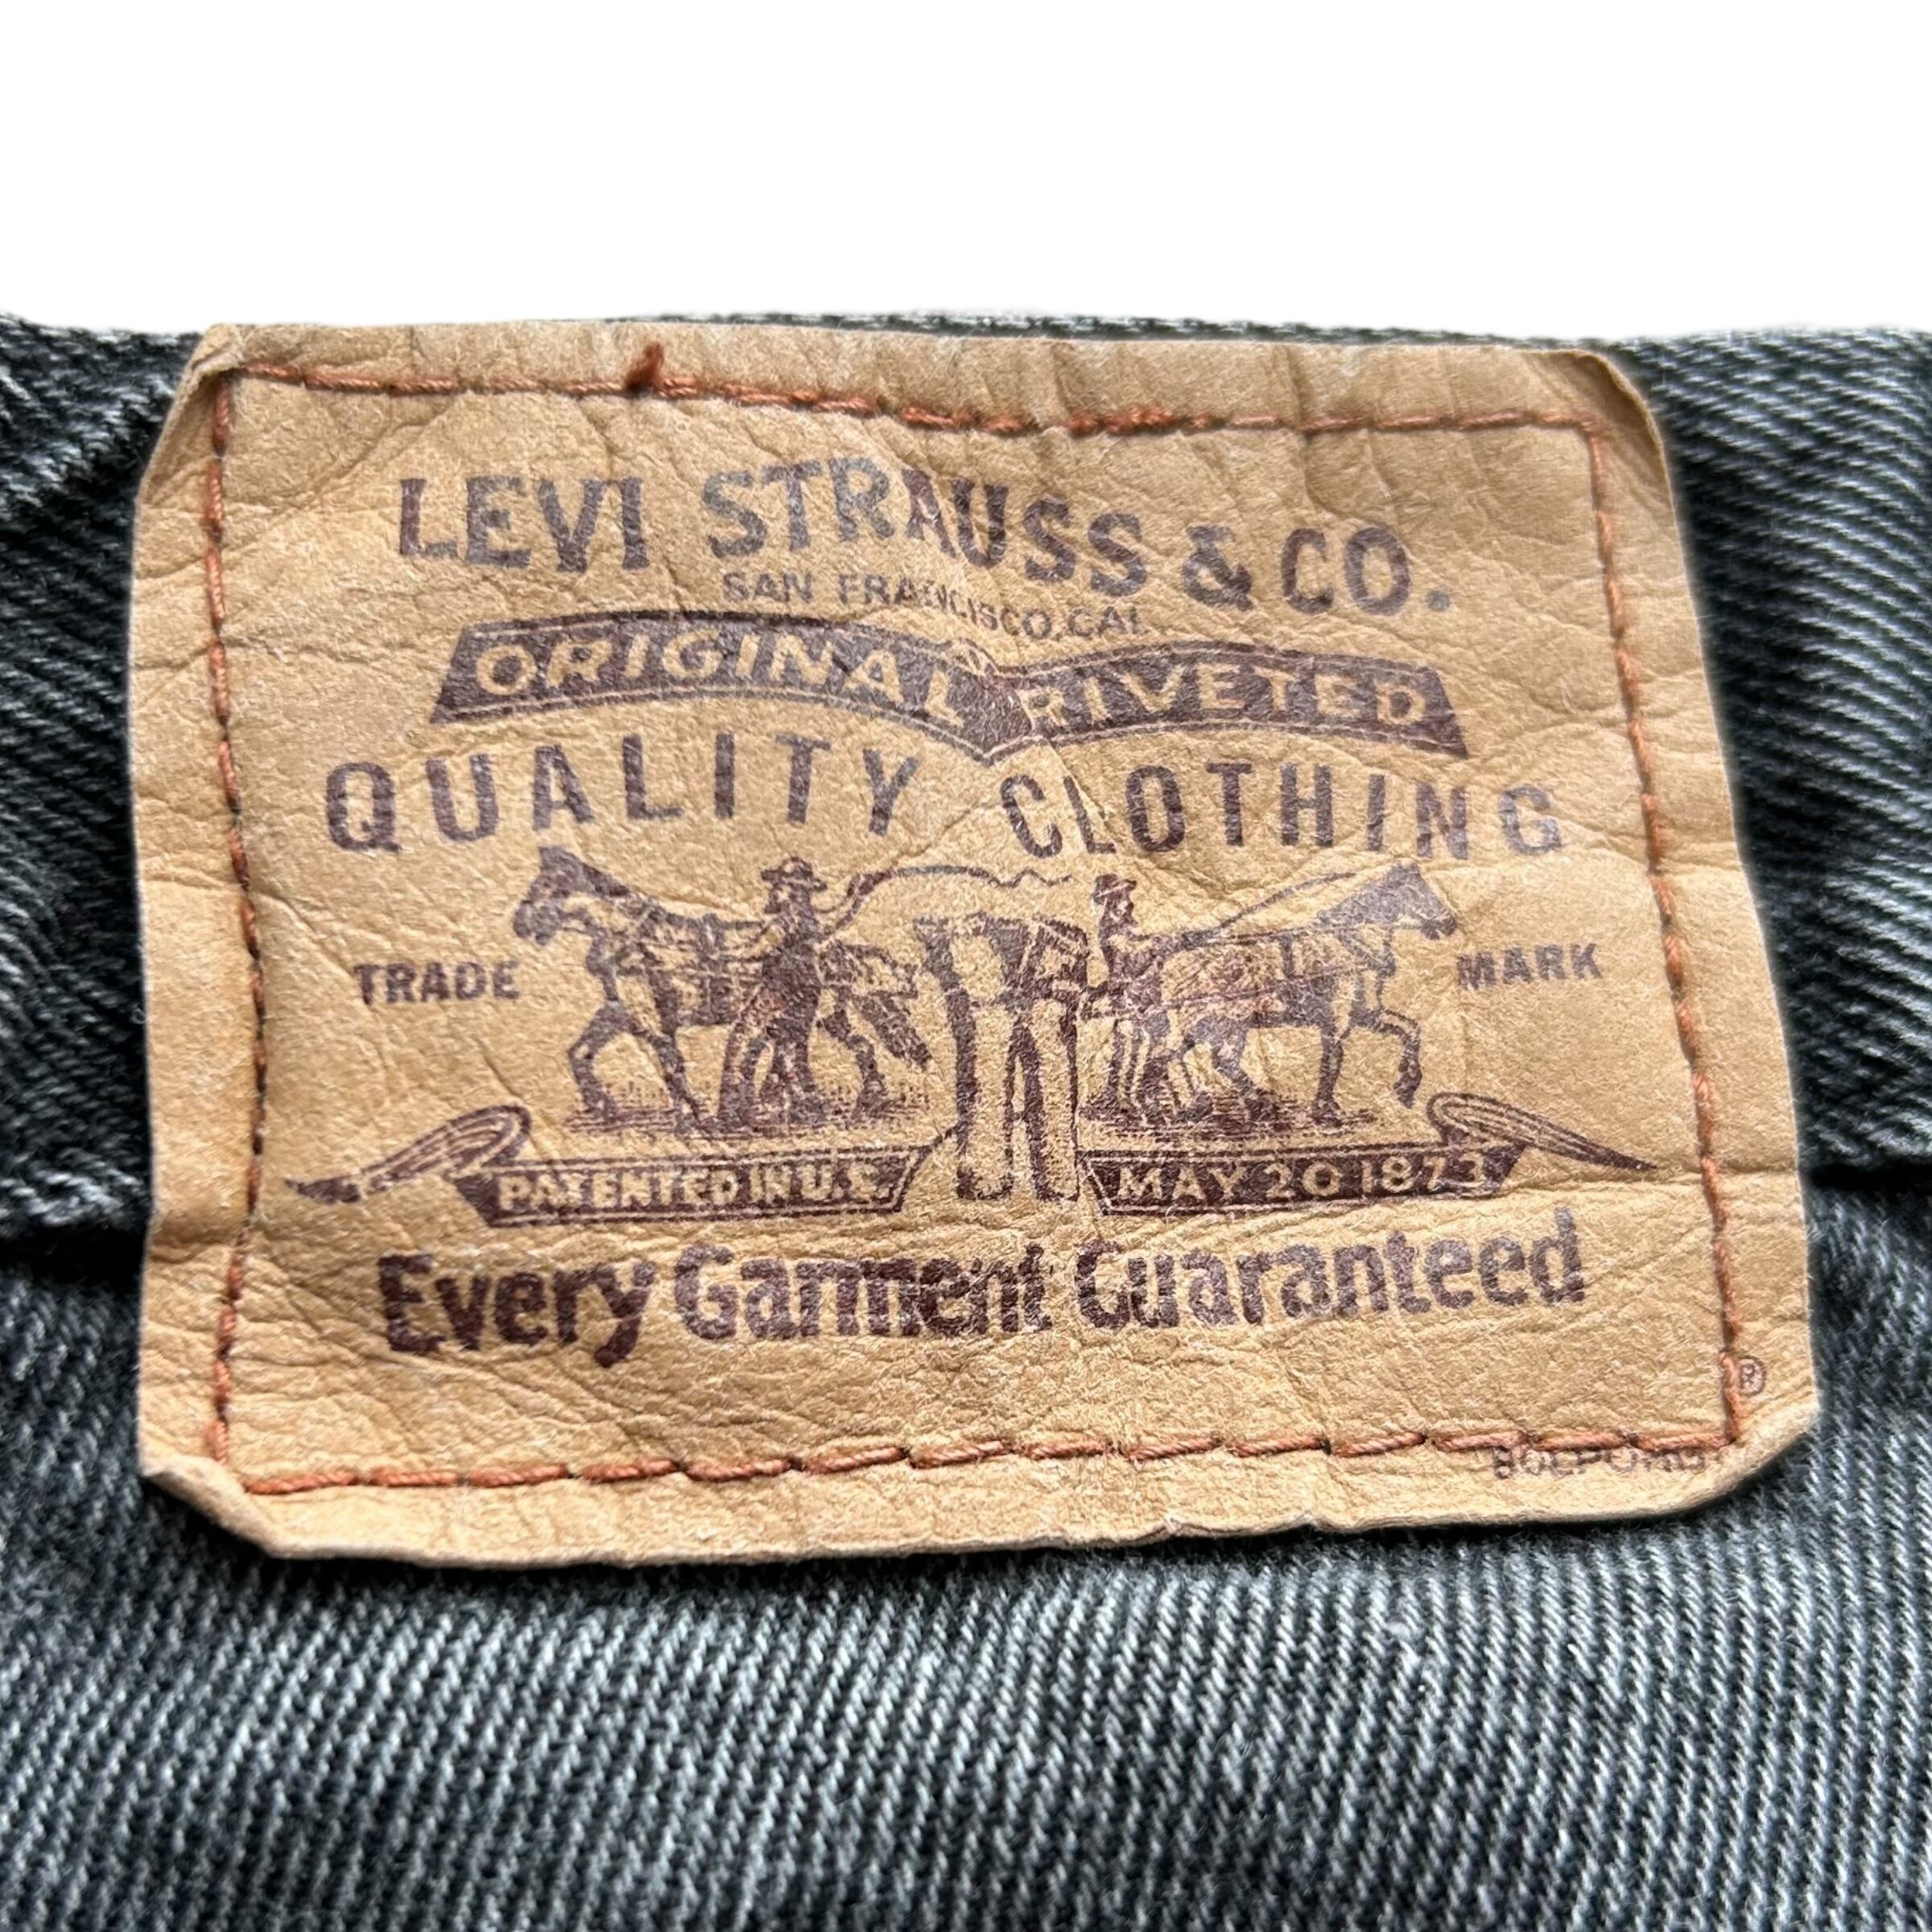 LEVI STRAUSS & CO.
SAN FRANCISCO, CAL.
ORIGINAL RIVETED
QUALITY CLOTHING
TRADE MARK
PATENTED IN U.S. MAY 20 1873
Every Garment Guaranteed
®